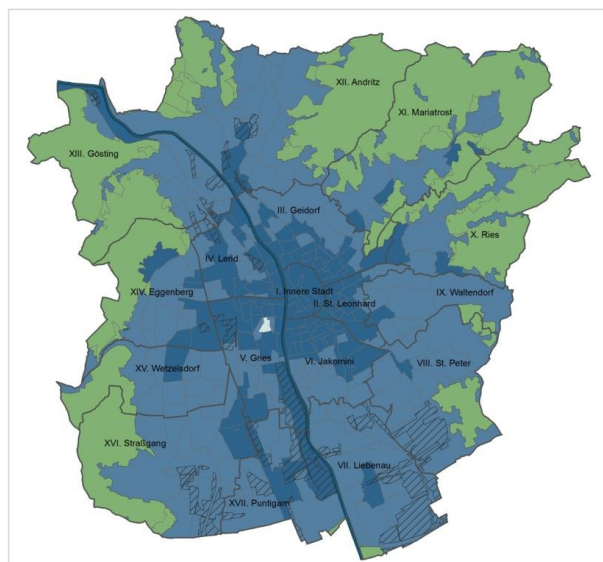 XII. Andritz
XI. Mariatrost
XIII. Gösting
III. Geidorf
X. Ries
IV. Lend
XIV. Eggenberg
I. Innere Stadt
II. St. Leonhard
IX. Waltendorf
V. Gries
VI. Jakomini
VIII. St. Peter
XV. Wetzelsdorf
XVI. Straßgang
VII. Liebenau
XVII. Puntigam